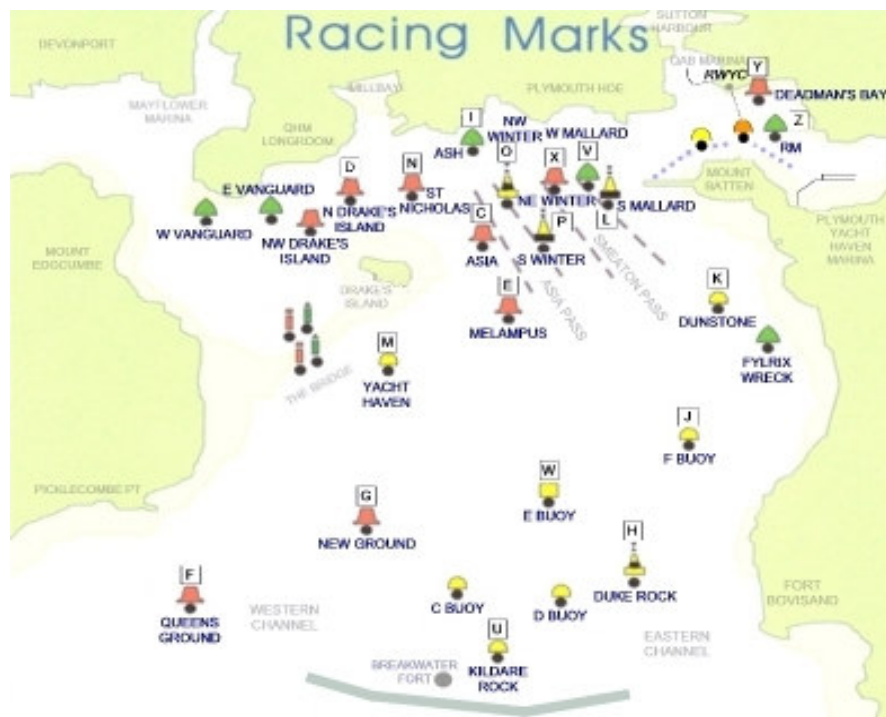 Racing Marks
SUTTON
HARBOUR
DEVONPORT
QAB MARINA
RWYC
Y
DEADMAN'S BAY
MILLBAY
PLYMOUTH HOE
MAYFLOWER
MARINA
QHM
LONGROOM
I
ASH
NW
WINTER
O
W MALLARD
V
X
NE WINTER
Z
RM
D
N DRAKE'S
ISLAND
N
ST
NICHOLAS
E VANGUARD
W VANGUARD
NW DRAKE'S
ISLAND
L
S MALLARD
MOUNT
BATTEN
C
ASIA
P
S WINTER
SMEATON PASS
ASIA PASS
PLYMOUTH
YACHT
HAVEN
MARINA
MOUNT
EDGCUMBE
DRAKE'S
ISLAND
E
MELAMPUS
K
DUNSTONE
FYLRIX
WRECK
THE BRIDGE
M
YACHT
HAVEN
J
F BUOY
PICKLECOMBE PT
G
NEW GROUND
W
E BUOY
H
DUKE ROCK
F
QUEENS
GROUND
WESTERN
CHANNEL
C BUOY
D BUOY
FORT
BOVISAND
U
KILDARE
ROCK
EASTERN
CHANNEL
BREAKWATER
FORT